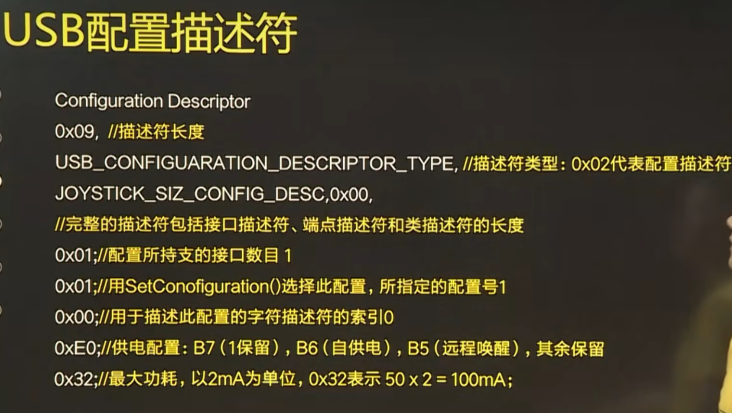 USB配置描述符
Configuration Descriptor
0x09, //描述符长度
USB_CONFIGUARATION_DESCRIPTOR_TYPE, //描述符类型：0x02代表配置描述符
JOYSTICK_SIZ_CONFIG_DESC,0x00,
//完整的描述符包括接口描述符、端点描述符和类描述符的长度
0x01;//配置所持支的接口数目 1
0x01;//用SetConofiguration()选择此配置，所指定的配置号1
0x00;//用于描述此配置的字符描述符的索引0
0xE0;//供电配置：B7（1保留），B6（自供电），B5（远程唤醒），其余保留
0x32;//最大功耗，以2mA为单位，0x32表示 50 x 2 = 100mA；